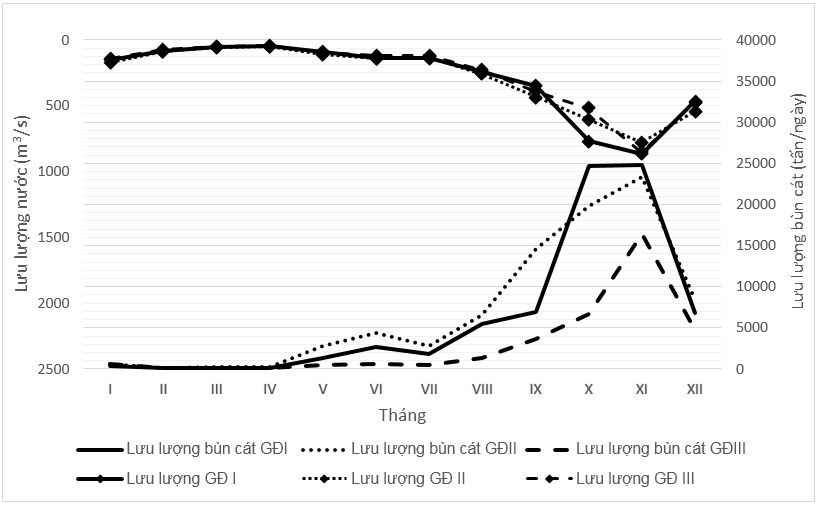 Lưu lượng nước (m³/s)
0
500
1000
1500
2000
2500
40000
35000
30000
25000
20000
15000
10000
5000
0
Lưu lượng bùn cát (tấn/ngày)
I II III IV V VI VII VIII IX X XI XII
Tháng
Lưu lượng bùn cát GĐI Lưu lượng bùn cát GĐII Lưu lượng bùn cát GĐIII
Lưu lượng GĐ I Lưu lượng GĐ II Lưu lượng GĐ III